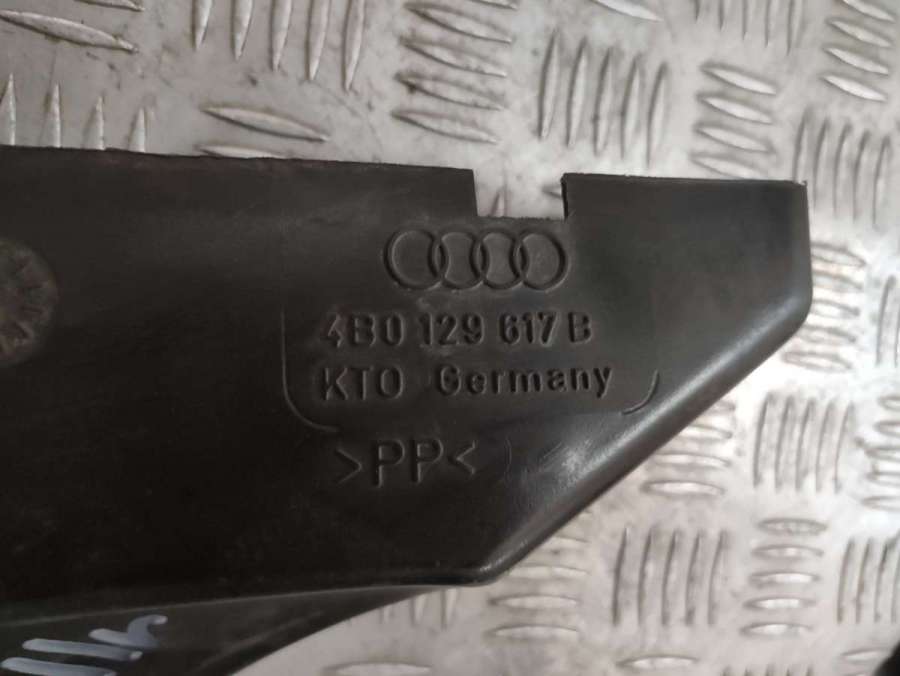 4B0 129 617 B
KTO Germany
>PP<